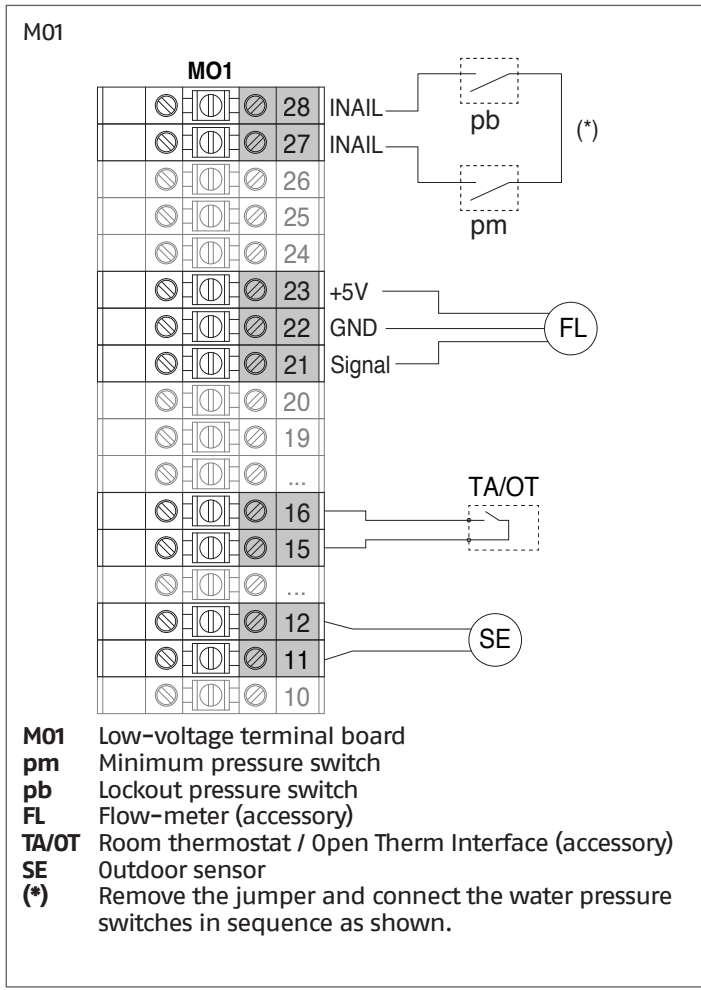 M01
MO1
28 INAIL
pb
(*)
27 INAIL
26
pm
25
24
23 +5V
22 GND
FL
21 Signal
20
19
...
TA/OT
16
15
...
12
SE
11
10
M01 Low-voltage terminal board
pm Minimum pressure switch
pb Lockout pressure switch
FL Flow-meter (accessory)
TA/OT Room thermostat / Open Therm Interface (accessory)
SE Outdoor sensor
(*) Remove the jumper and connect the water pressure
switches in sequence as shown.